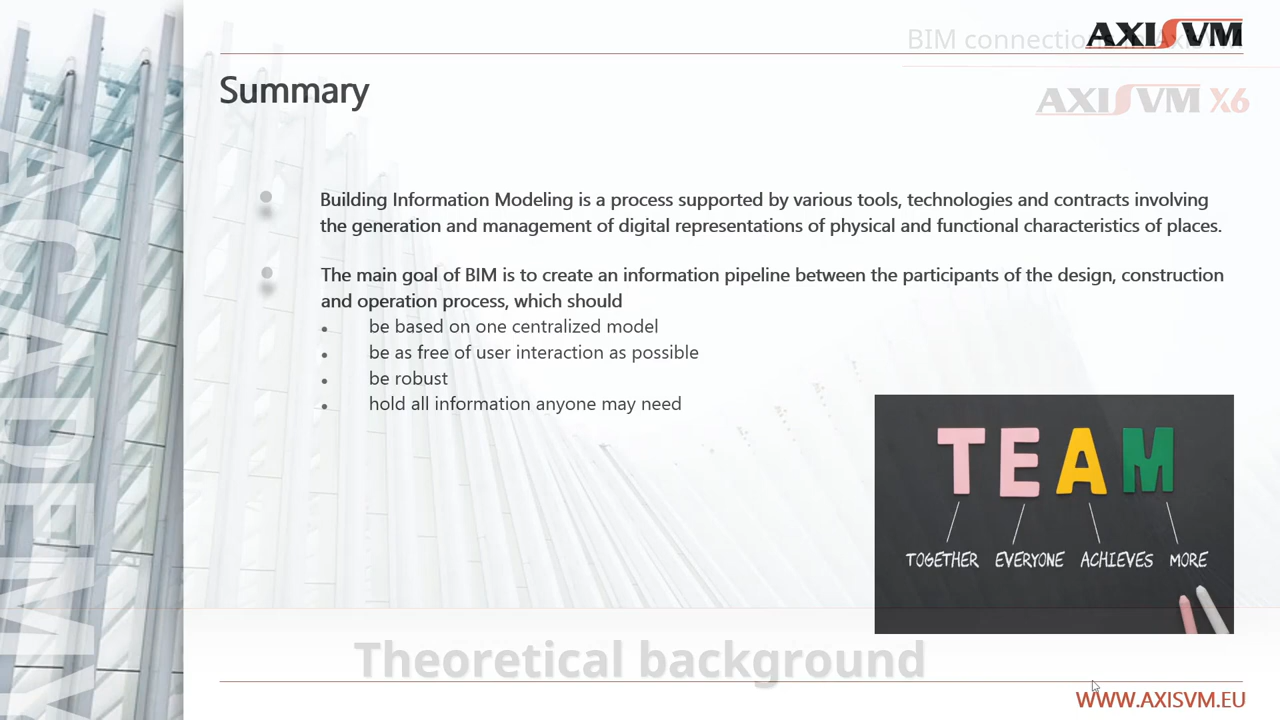 BIM connections
AXISVM
Summary
AXISVM X6
Building Information Modeling is a process supported by various tools, technologies and contracts involving
the generation and management of digital representations of physical and functional characteristics of places.
The main goal of BIM is to create an information pipeline between the participants of the design, construction
and operation process, which should
• be based on one centralized model
• be as free of user interaction as possible
• be robust
• hold all information anyone may need
TEAM
TOGETHER EVERYONE ACHIEVES MORE
Theoretical background
WWW.AXISVM.EU
ACADEMY